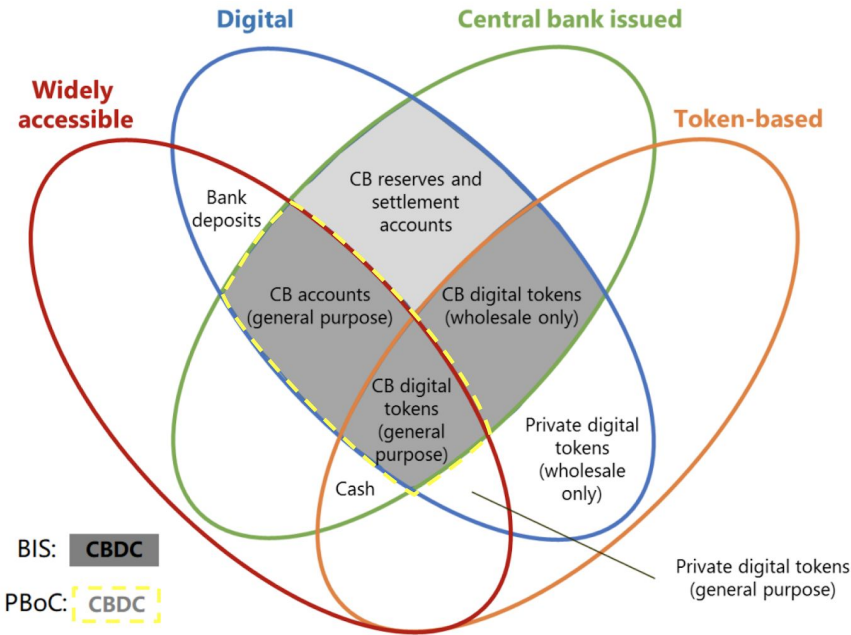 Digital
Central bank issued
Widely
accessible
Token-based
Bank
deposits
CB reserves and
settlement
accounts
CB accounts
(general purpose)
CB digital tokens
(wholesale only)
CB digital
tokens
(general
purpose)
Private digital
tokens
(wholesale
only)
Cash
BIS: CBDC
PBoC: CBDC
Private digital tokens
(general purpose)